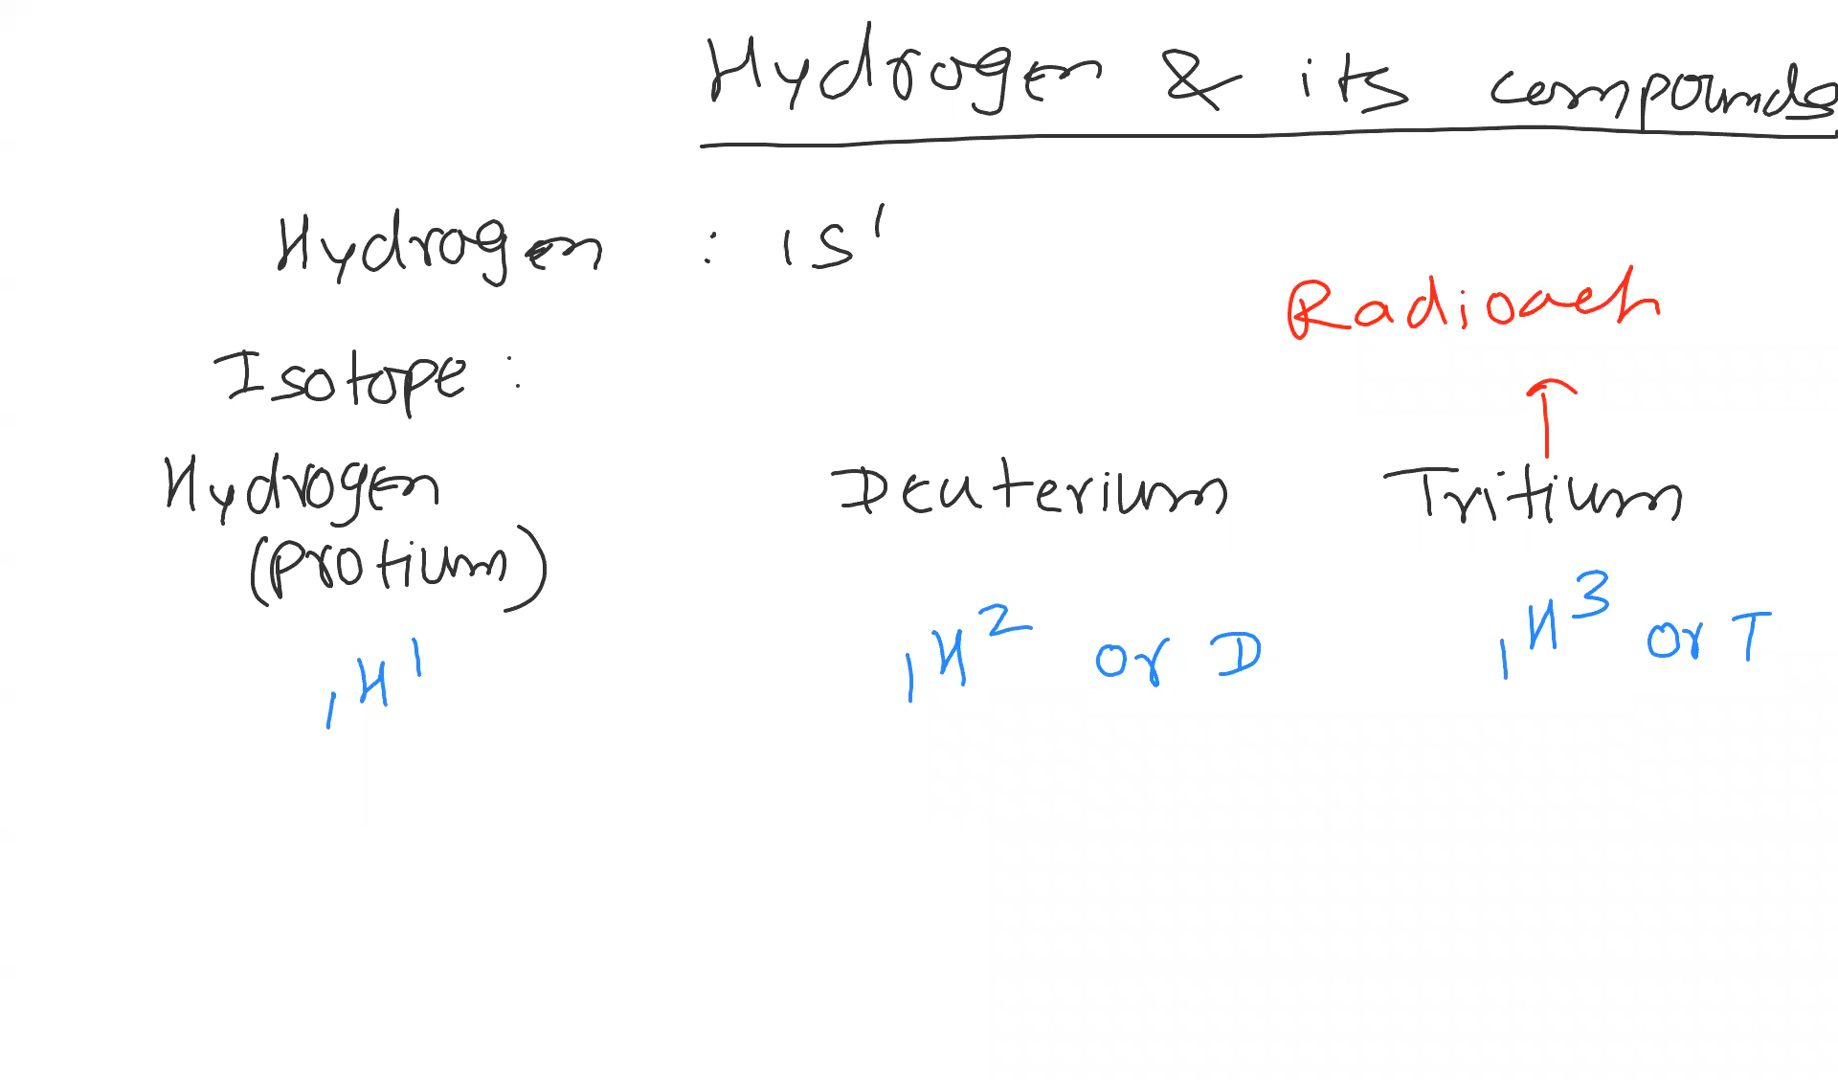 Hydrogen & its compounds
Hydrogen : 1S¹
Radioact
Isotope :
Hydrogen Deuterium Tritium
(Protium)
₁H¹ ₁H² or D ₁H³ or T